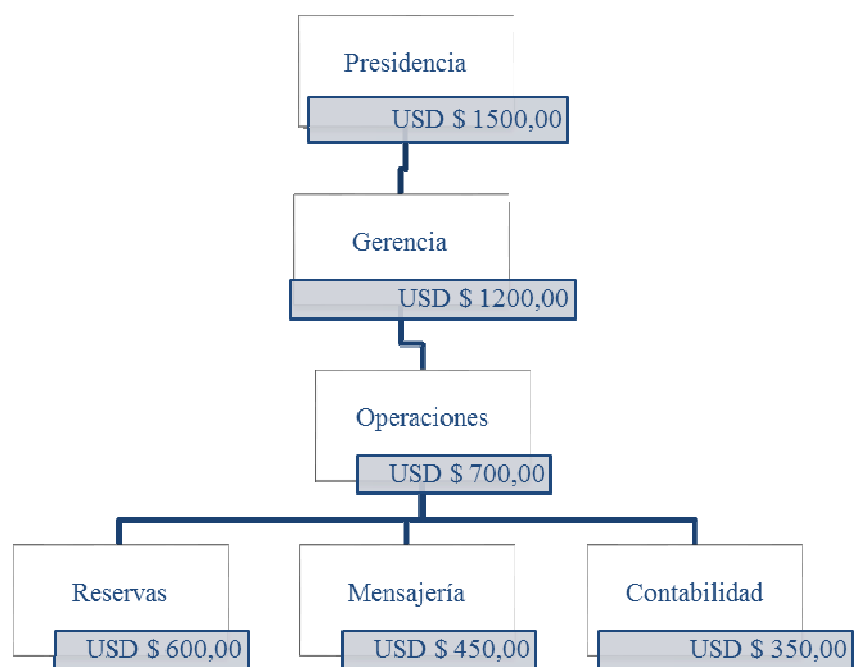 Presidencia
USD $ 1500,00
Gerencia
USD $ 1200,00
Operaciones
USD $ 700,00
Reservas
USD $ 600,00
Mensajería
USD $ 450,00
Contabilidad
USD $ 350,00